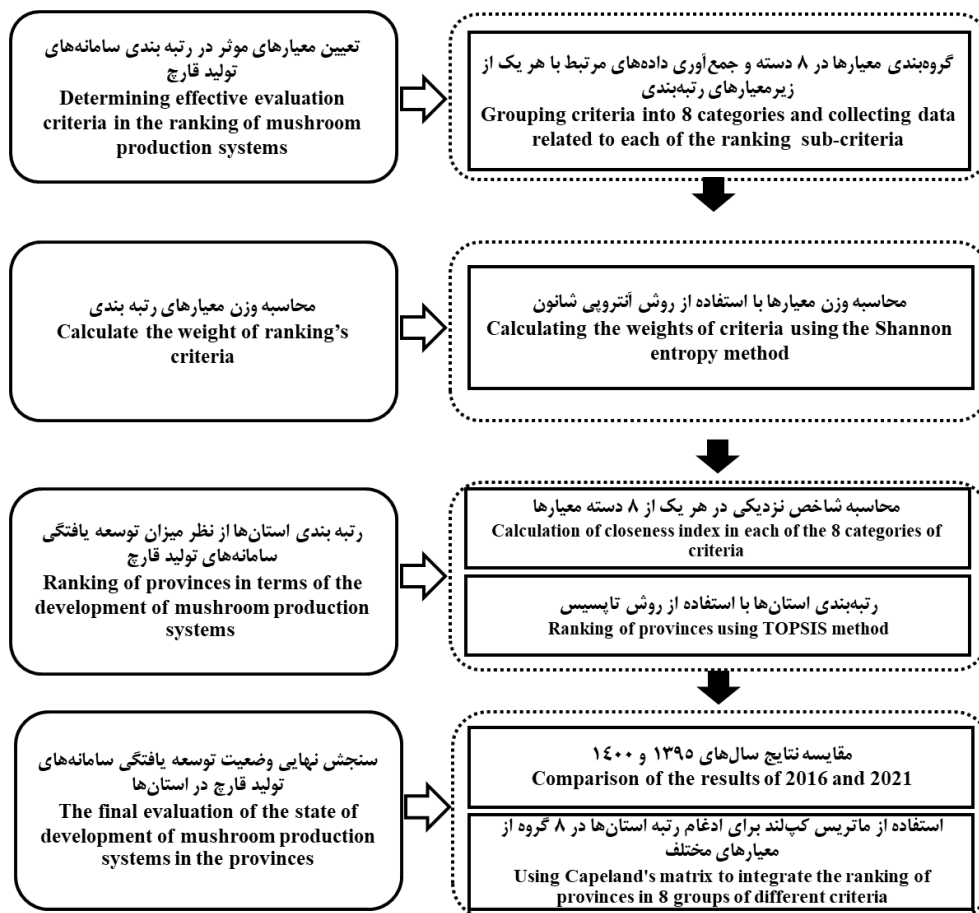 تعیین معیارهای موثر در رتبه بندی سامانه‌های
تولید قارچ
Determining effective evaluation
criteria in the ranking of mushroom
production systems
گروه‌بندی معیارها در ۸ دسته و جمع‌آوری داده‌های مرتبط با هر یک از
زیرمعیارهای رتبه‌بندی
Grouping criteria into 8 categories and collecting data
related to each of the ranking sub-criteria
محاسبه وزن معیارهای رتبه بندی
Calculate the weight of ranking’s
criteria
محاسبه وزن معیارها با استفاده از روش آنتروپی شانون
Calculating the weights of criteria using the Shannon
entropy method
رتبه بندی استان‌ها از نظر میزان توسعه یافتگی
سامانه‌های تولید قارچ
Ranking of provinces in terms of the
development of mushroom production
systems
محاسبه شاخص نزدیکی در هر یک از ۸ دسته معیارها
Calculation of closeness index in each of the 8 categories of
criteria
رتبه‌بندی استان‌ها با استفاده از روش تاپسیس
Ranking of provinces using TOPSIS method
سنجش نهایی وضعیت توسعه یافتگی سامانه‌های
تولید قارچ در استان‌ها
The final evaluation of the state of
development of mushroom production
systems in the provinces
مقایسه نتایج سال‌های ۱۳۹۵ و ۱۴۰۰
Comparison of the results of 2016 and 2021
استفاده از ماتریس کپ‌لند برای ادغام رتبه استان‌ها در ۸ گروه از
معیارهای مختلف
Using Capeland's matrix to integrate the ranking of
provinces in 8 groups of different criteria